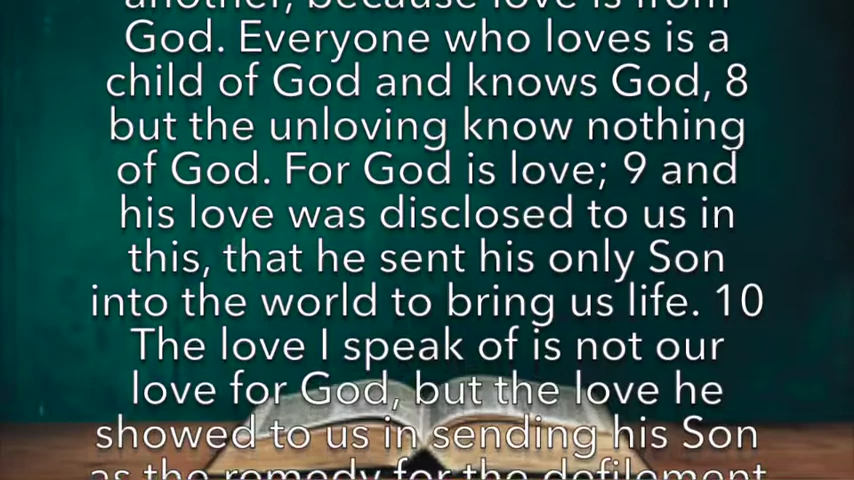 another, because love is from
God. Everyone who loves is a
child of God and knows God, 8
but the unloving know nothing
of God. For God is love; 9 and
his love was disclosed to us in
this, that he sent his only Son
into the world to bring us life. 10
The love I speak of is not our
love for God, but the love he
showed to us in sending his Son
as the remedy for the defilement